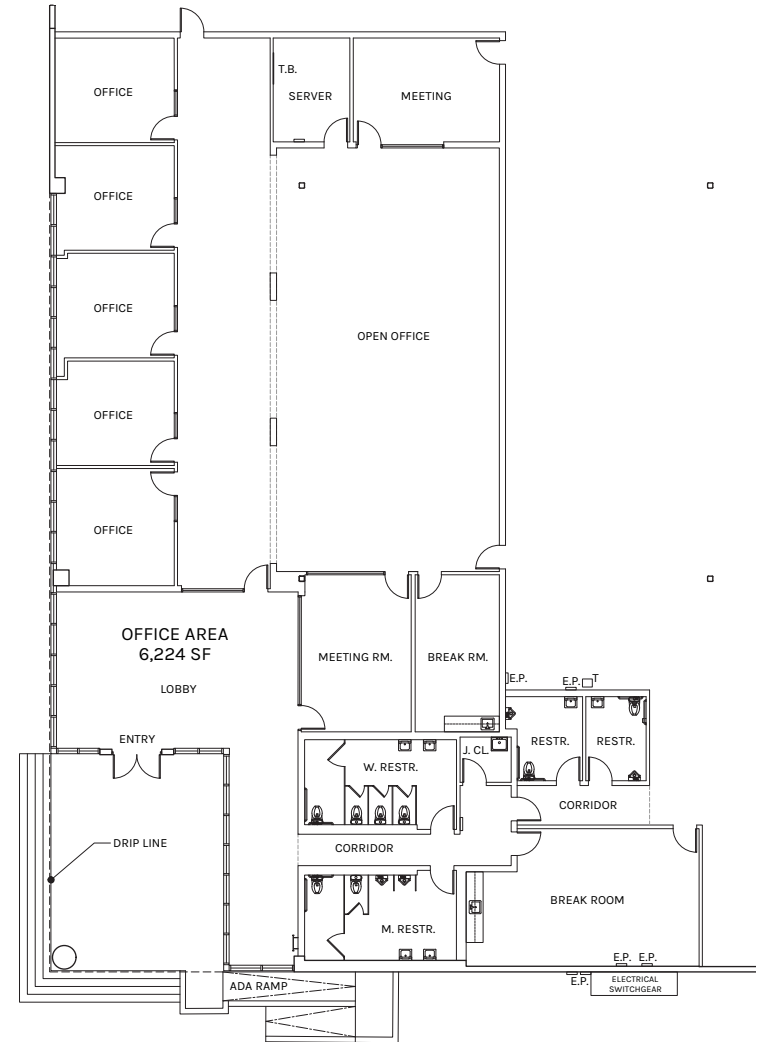 T.B.
OFFICE
SERVER
MEETING
OFFICE
OFFICE
OPEN OFFICE
OFFICE
OFFICE
OFFICE AREA
6,224 SF
MEETING RM.
BREAK RM.
LOBBY
E.P.
E.P.
T
ENTRY
RESTR.
RESTR.
J. CL.
W. RESTR.
CORRIDOR
DRIP LINE
CORRIDOR
BREAK ROOM
M. RESTR.
E.P.
E.P.
E.P.
ELECTRICAL
SWITCHGEAR
ADA RAMP